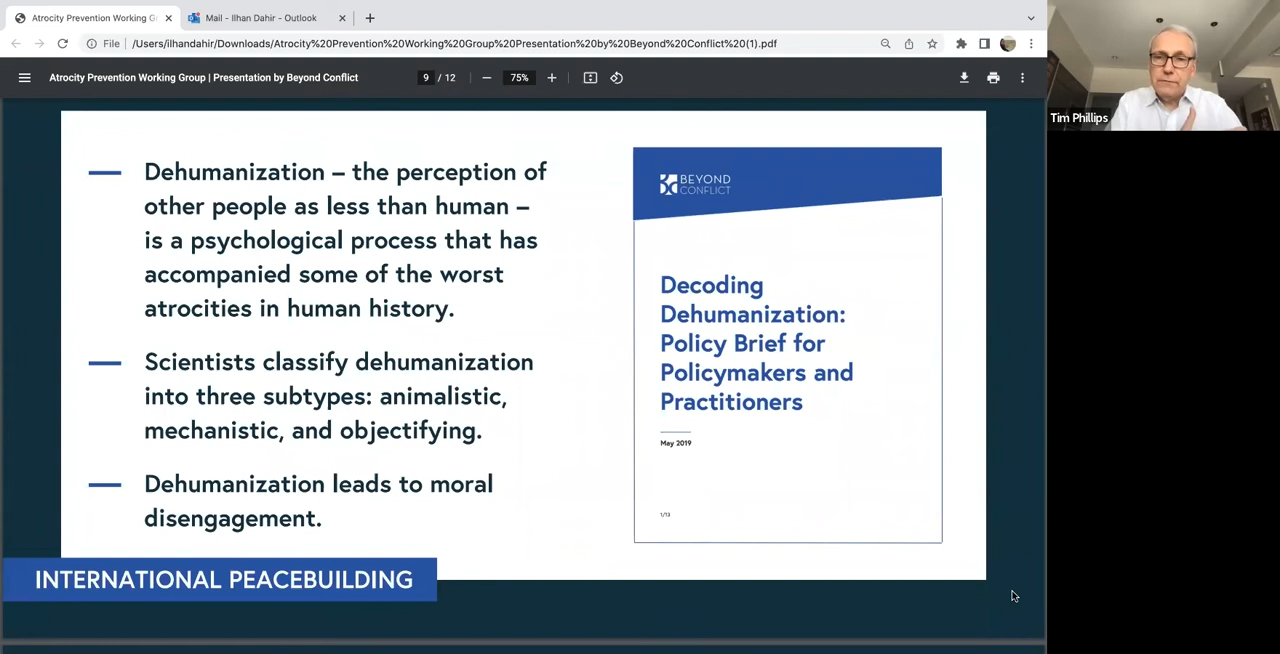 Atrocity Prevention Working G
Mail - Ilhan Dahir - Outlook
File
/Users/ilhandahir/Downloads/Atrocity%20Prevention%20Working%20Group%20Presentation%20by%20Beyond%20Conflict%20(1).pdf
Atrocity Prevention Working Group | Presentation by Beyond Conflict
9 / 12
75%
Tim Phillips
— Dehumanization – the perception of
other people as less than human –
is a psychological process that has
accompanied some of the worst
atrocities in human history.
— Scientists classify dehumanization
into three subtypes: animalistic,
mechanistic, and objectifying.
— Dehumanization leads to moral
disengagement.
BEYOND
CONFLICT
Decoding
Dehumanization:
Policy Brief for
Policymakers and
Practitioners
May 2019
1/13
INTERNATIONAL PEACEBUILDING